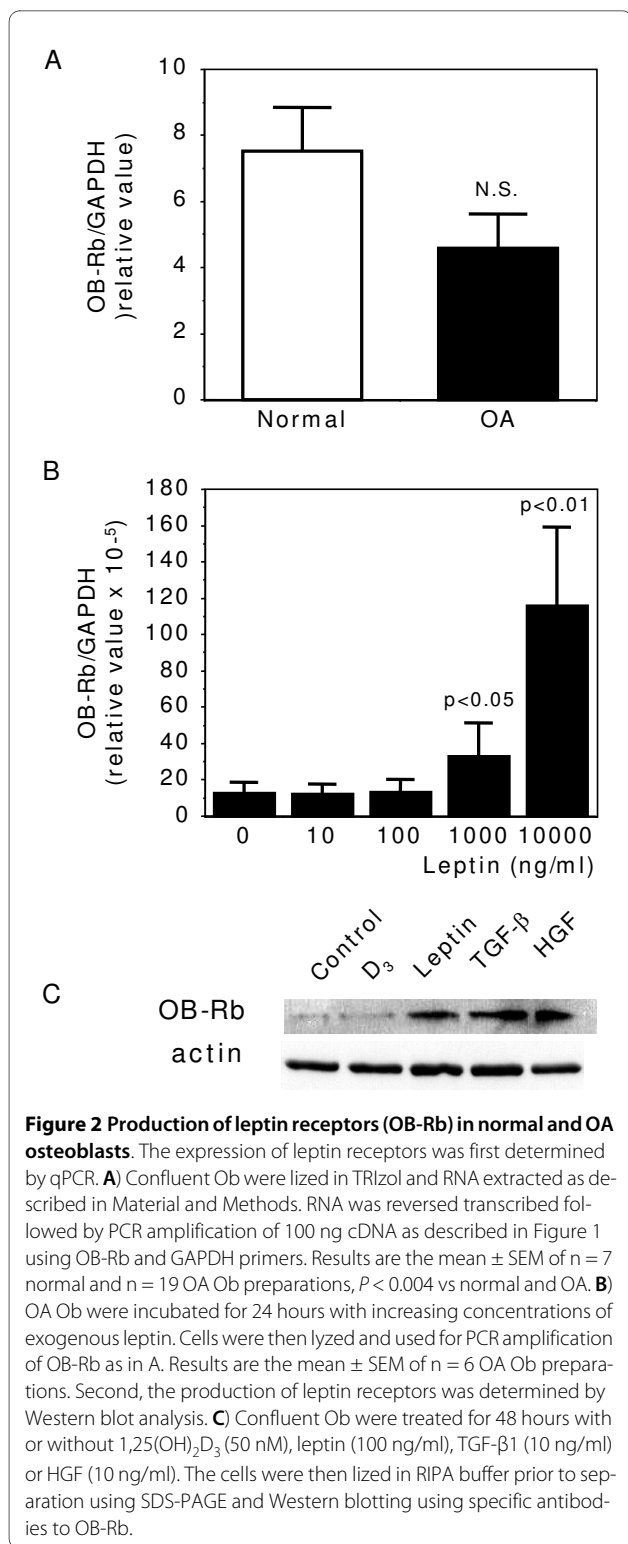 A
10
8
6
4
2
0
OB-Rb/GAPDH
)relative value)
N.S.
Normal OA
B
180
160
140
120
100
80
60
40
20
0
OB-Rb/GAPDH
(relative value x 10-5)
p<0.05
p<0.01
0 10 100 1000 10000
Leptin (ng/ml)
Control D3 Leptin TGF-β HGF
C
OB-Rb
actin
Figure 2 Production of leptin receptors (OB-Rb) in normal and OA
osteoblasts. The expression of leptin receptors was first determined
by qPCR. A) Confluent Ob were lized in TRIzol and RNA extracted as de-
scribed in Material and Methods. RNA was reversed transcribed fol-
lowed by PCR amplification of 100 ng cDNA as described in Figure 1
using OB-Rb and GAPDH primers. Results are the mean ± SEM of n = 7
normal and n = 19 OA Ob preparations, P < 0.004 vs normal and OA. B)
OA Ob were incubated for 24 hours with increasing concentrations of
exogenous leptin. Cells were then lyzed and used for PCR amplification
of OB-Rb as in A. Results are the mean ± SEM of n = 6 OA Ob prepara-
tions. Second, the production of leptin receptors was determined by
Western blot analysis. C) Confluent Ob were treated for 48 hours with
or without 1,25(OH)2D3 (50 nM), leptin (100 ng/ml), TGF-β1 (10 ng/ml)
or HGF (10 ng/ml). The cells were then lized in RIPA buffer prior to sep-
aration using SDS-PAGE and Western blotting using specific antibod-
ies to OB-Rb.